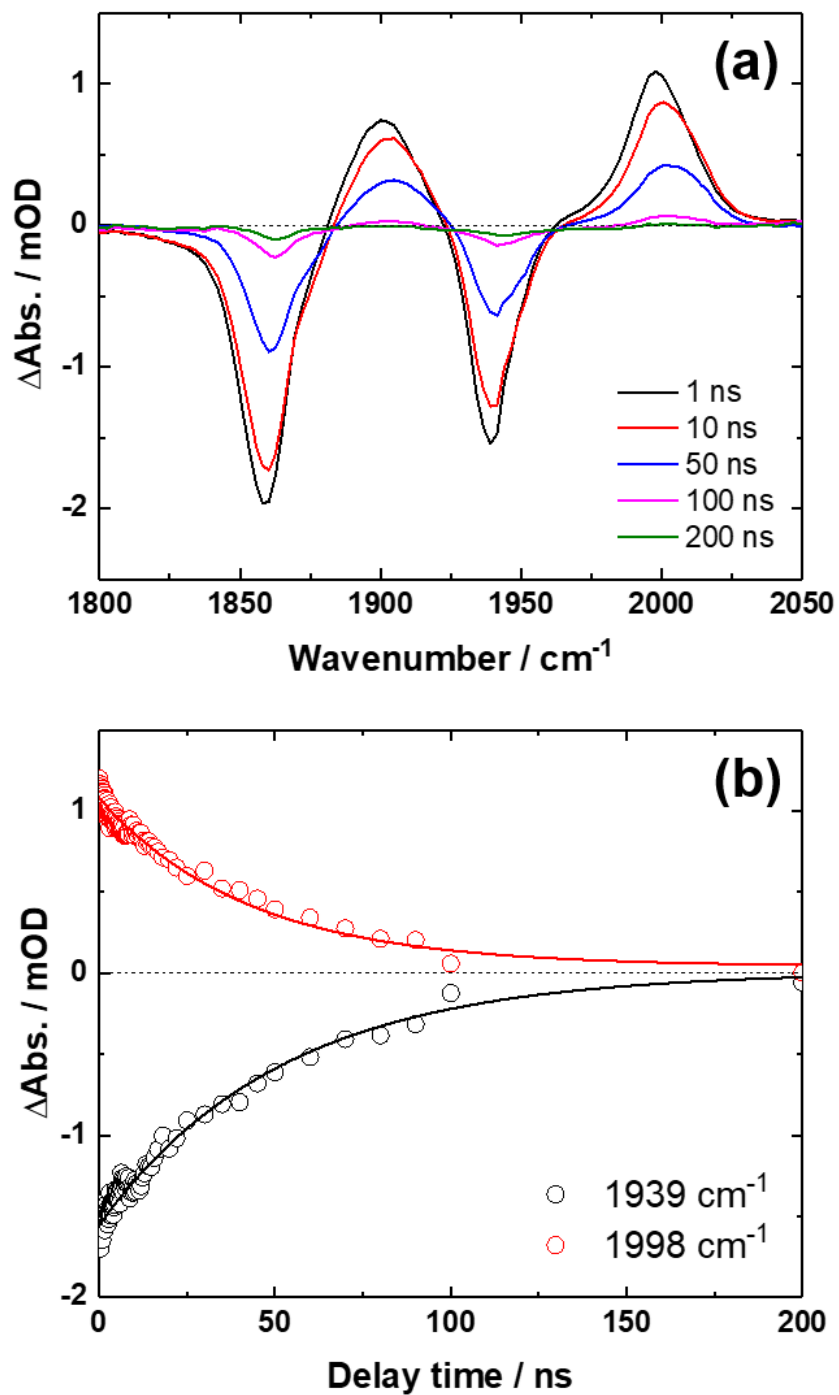 (a)
1
0
-1
-2
ΔAbs. / mOD
1 ns
10 ns
50 ns
100 ns
200 ns
1800 1850 1900 1950 2000 2050
Wavenumber / cm⁻¹
(b)
1
0
-1
-2
ΔAbs. / mOD
1939 cm⁻¹
1998 cm⁻¹
0 50 100 150 200
Delay time / ns